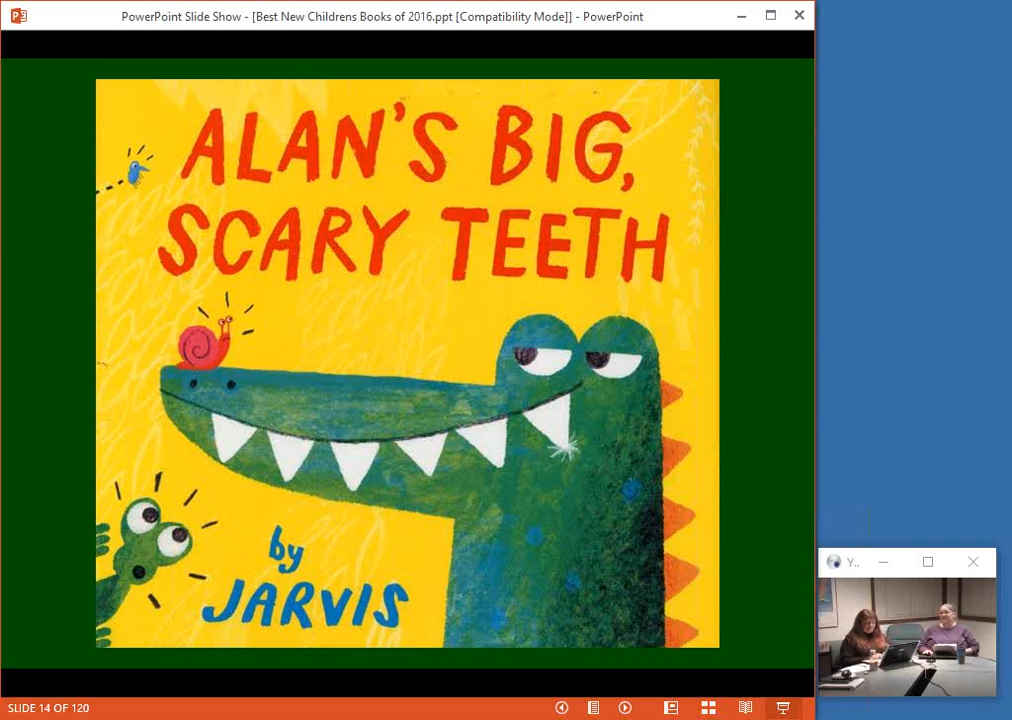 PowerPoint Slide Show - [Best New Childrens Books of 2016.ppt [Compatibility Mode]] - PowerPoint
ALAN'S BIG,
SCARY TEETH
by
JARVIS
Y..
SLIDE 14 OF 120